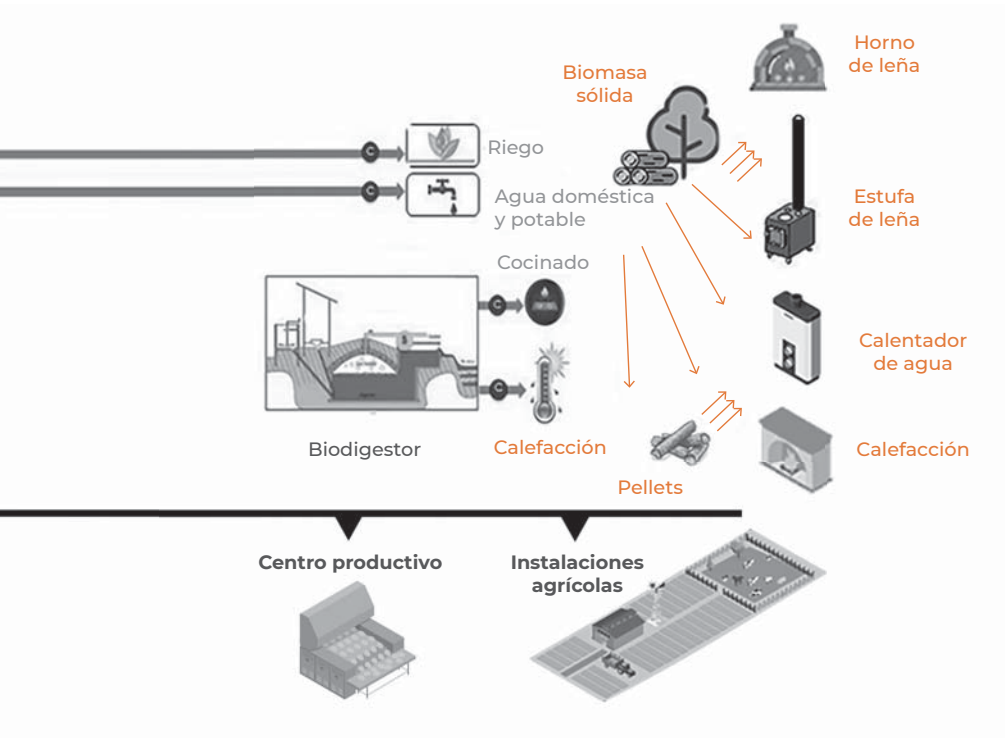 Horno
de leña
Biomasa
sólida
C
Riego
C
Agua doméstica
y potable
Estufa
de leña
Cocinado
C
Calentador
de agua
C
Biodigestor
Calefacción
Calefacción
Pellets
Centro productivo
Instalaciones
agrícolas